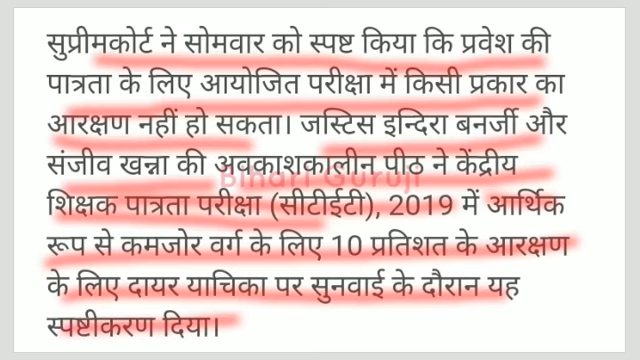 सुप्रीमकोर्ट ने सोमवार को स्पष्ट किया कि प्रवेश की
पात्रता के लिए आयोजित परीक्षा में किसी प्रकार का
आरक्षण नहीं हो सकता। जस्टिस इन्दिरा बनर्जी और
संजीव खन्ना की अवकाशकालीन पीठ ने केंद्रीय
Bihari Guruji
शिक्षक पात्रता परीक्षा (सीटीईटी), 2019 में आर्थिक
रूप से कमजोर वर्ग के लिए 10 प्रतिशत के आरक्षण
के लिए दायर याचिका पर सुनवाई के दौरान यह
स्पष्टीकरण दिया।